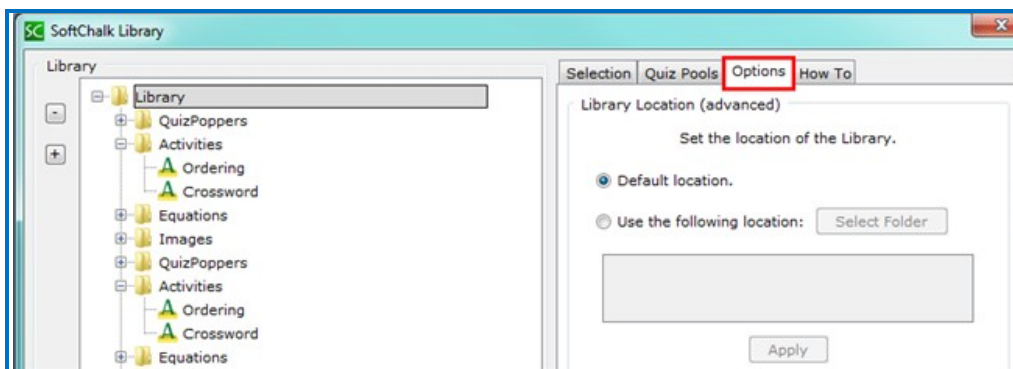 SC SoftChalk Library
x
Library
Library
QuizPoppers
Activities
A Ordering
A Crossword
Equations
Images
QuizPoppers
Activities
A Ordering
A Crossword
Equations
Selection Quiz Pools Options How To
Library Location (advanced)
Set the location of the Library.
Default location.
Use the following location: Select Folder
Apply